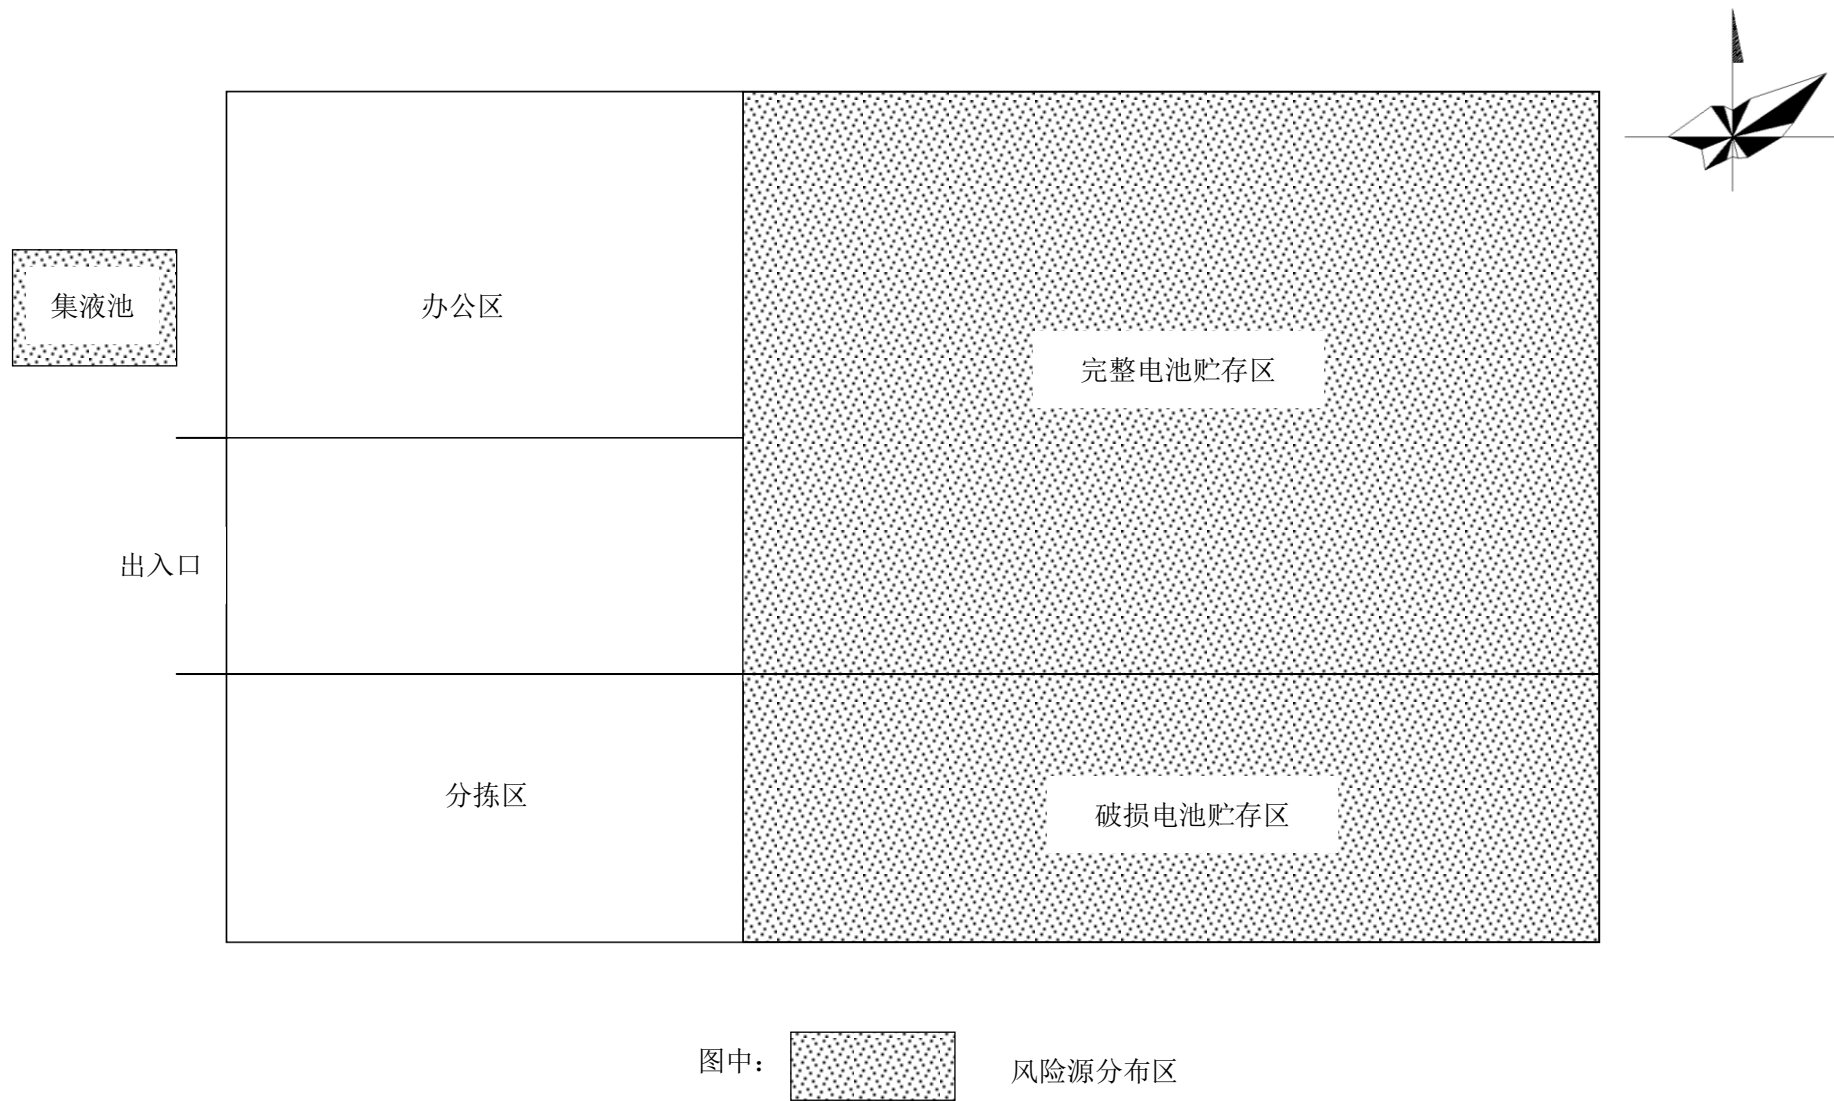 集液池
办公区
完整电池贮存区
出入口
分拣区
破损电池贮存区
图中：
风险源分布区